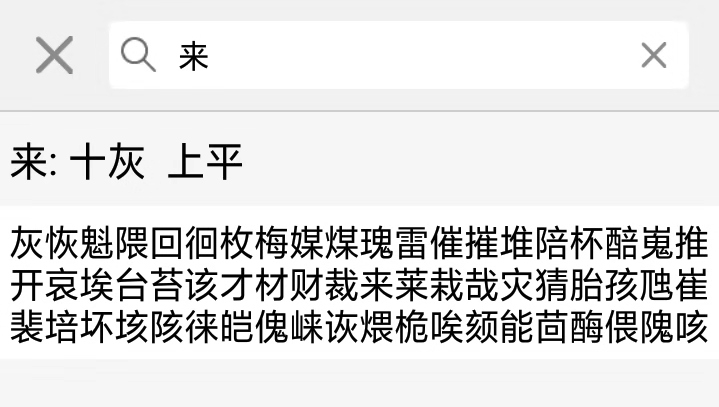 来
来: 十灰 上平
灰恢魁隈回徊枚梅媒煤瑰雷催摧堆陪杯醅嵬推
开哀埃台苔该才材财裁来莱栽哉灾猜胎孩虺崔
裴培坏垓陔徕皑傀崃诙煨桅唉颏能茴酶偎隗咳